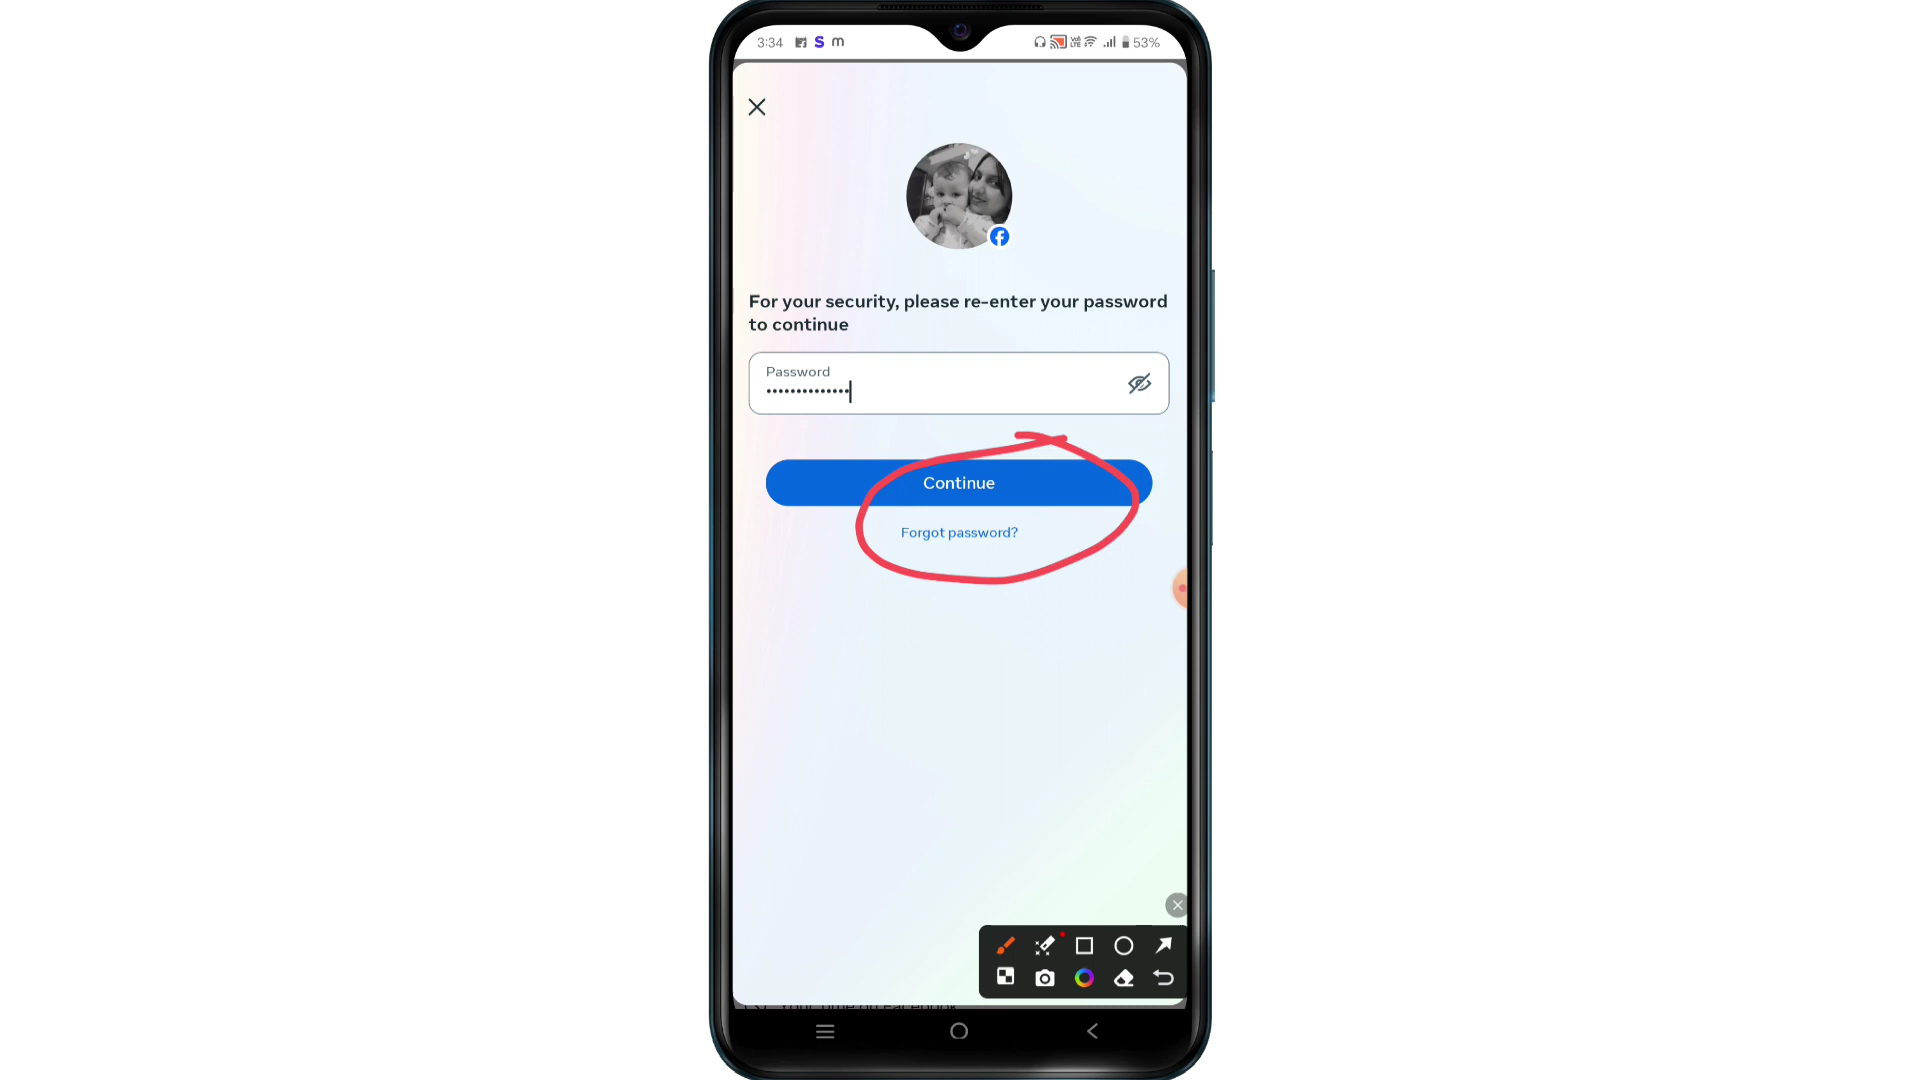 3:34 S m 53%
For your security, please re-enter your password
to continue
Password
••••••••••••••
Continue
Forgot password?